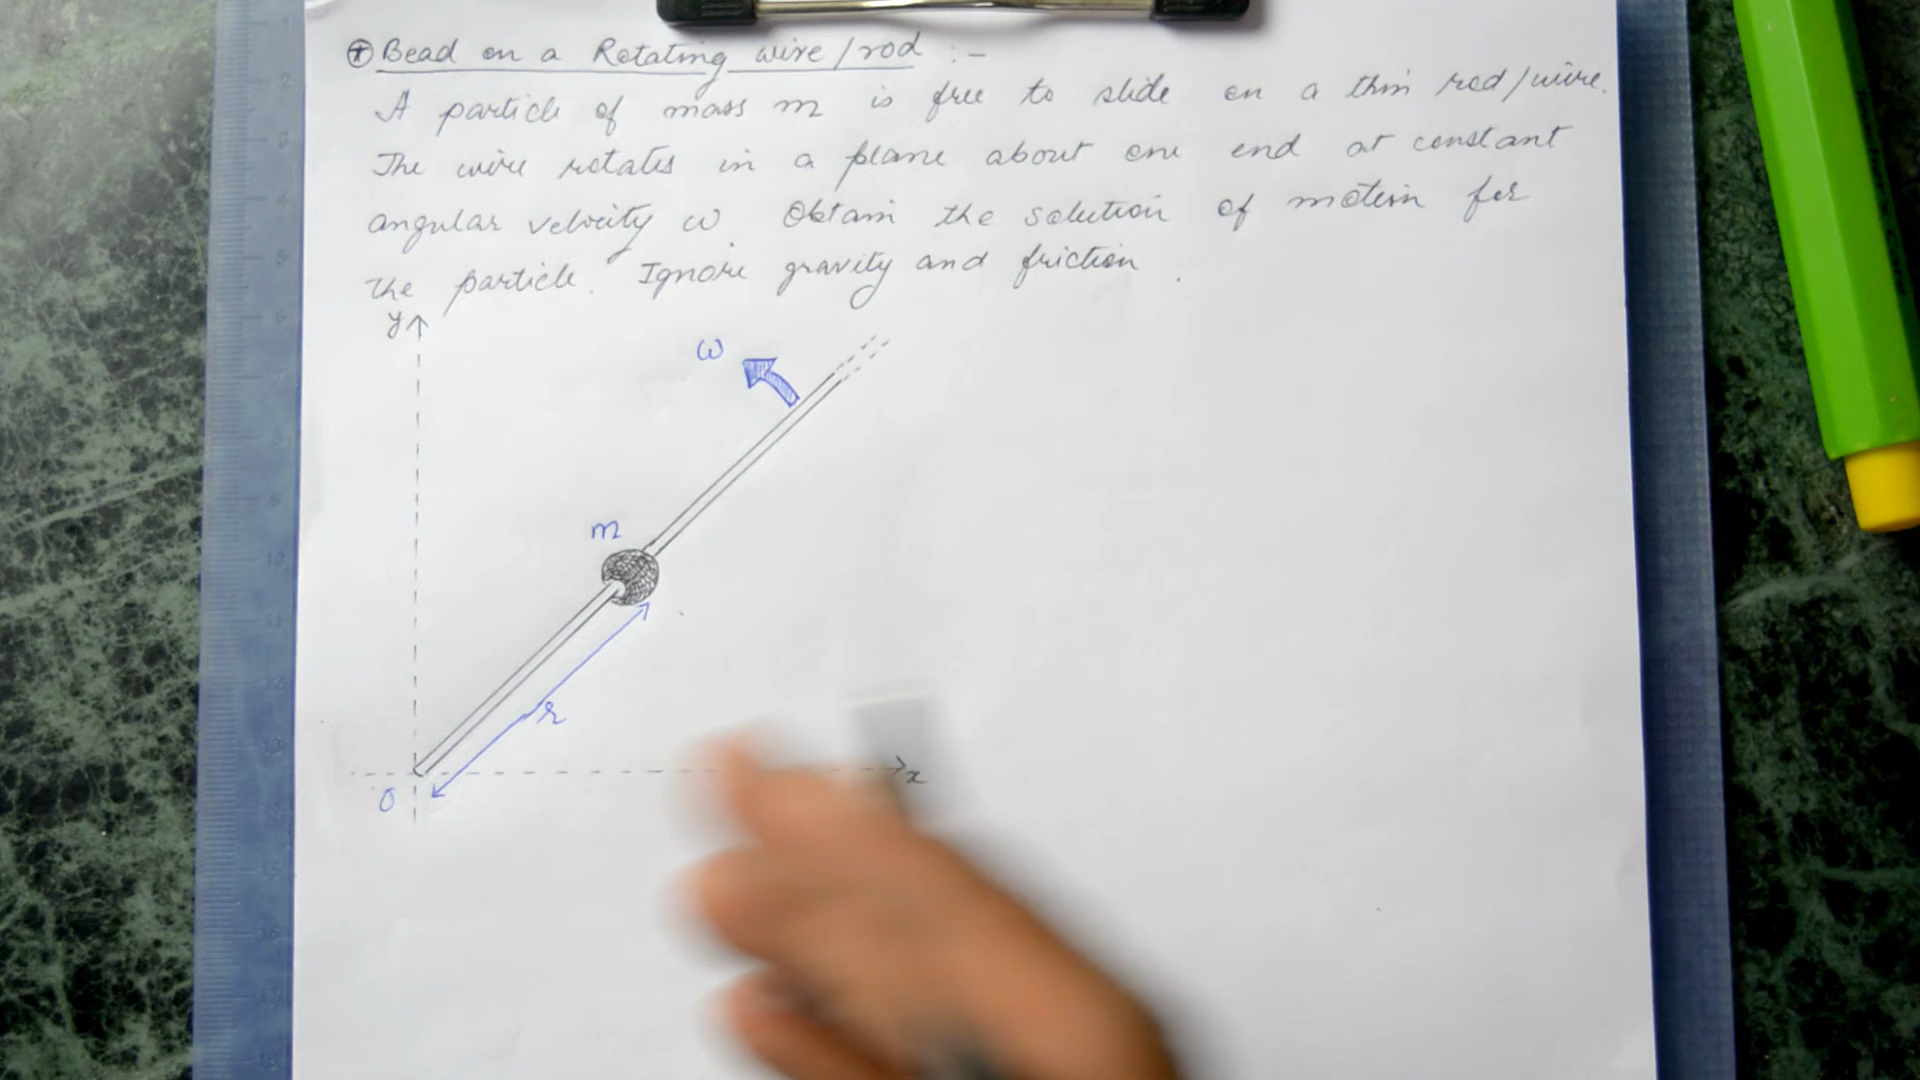 ⊕ Bead on a Rotating wire/rod :-
A particle of mass m is free to slide on a thin rod/wire.
The wire rotates in a plane about one end at constant
angular velocity ω. Obtain the solution of motion for
the particle. Ignore gravity and friction.
y
ω
m
r
x
O